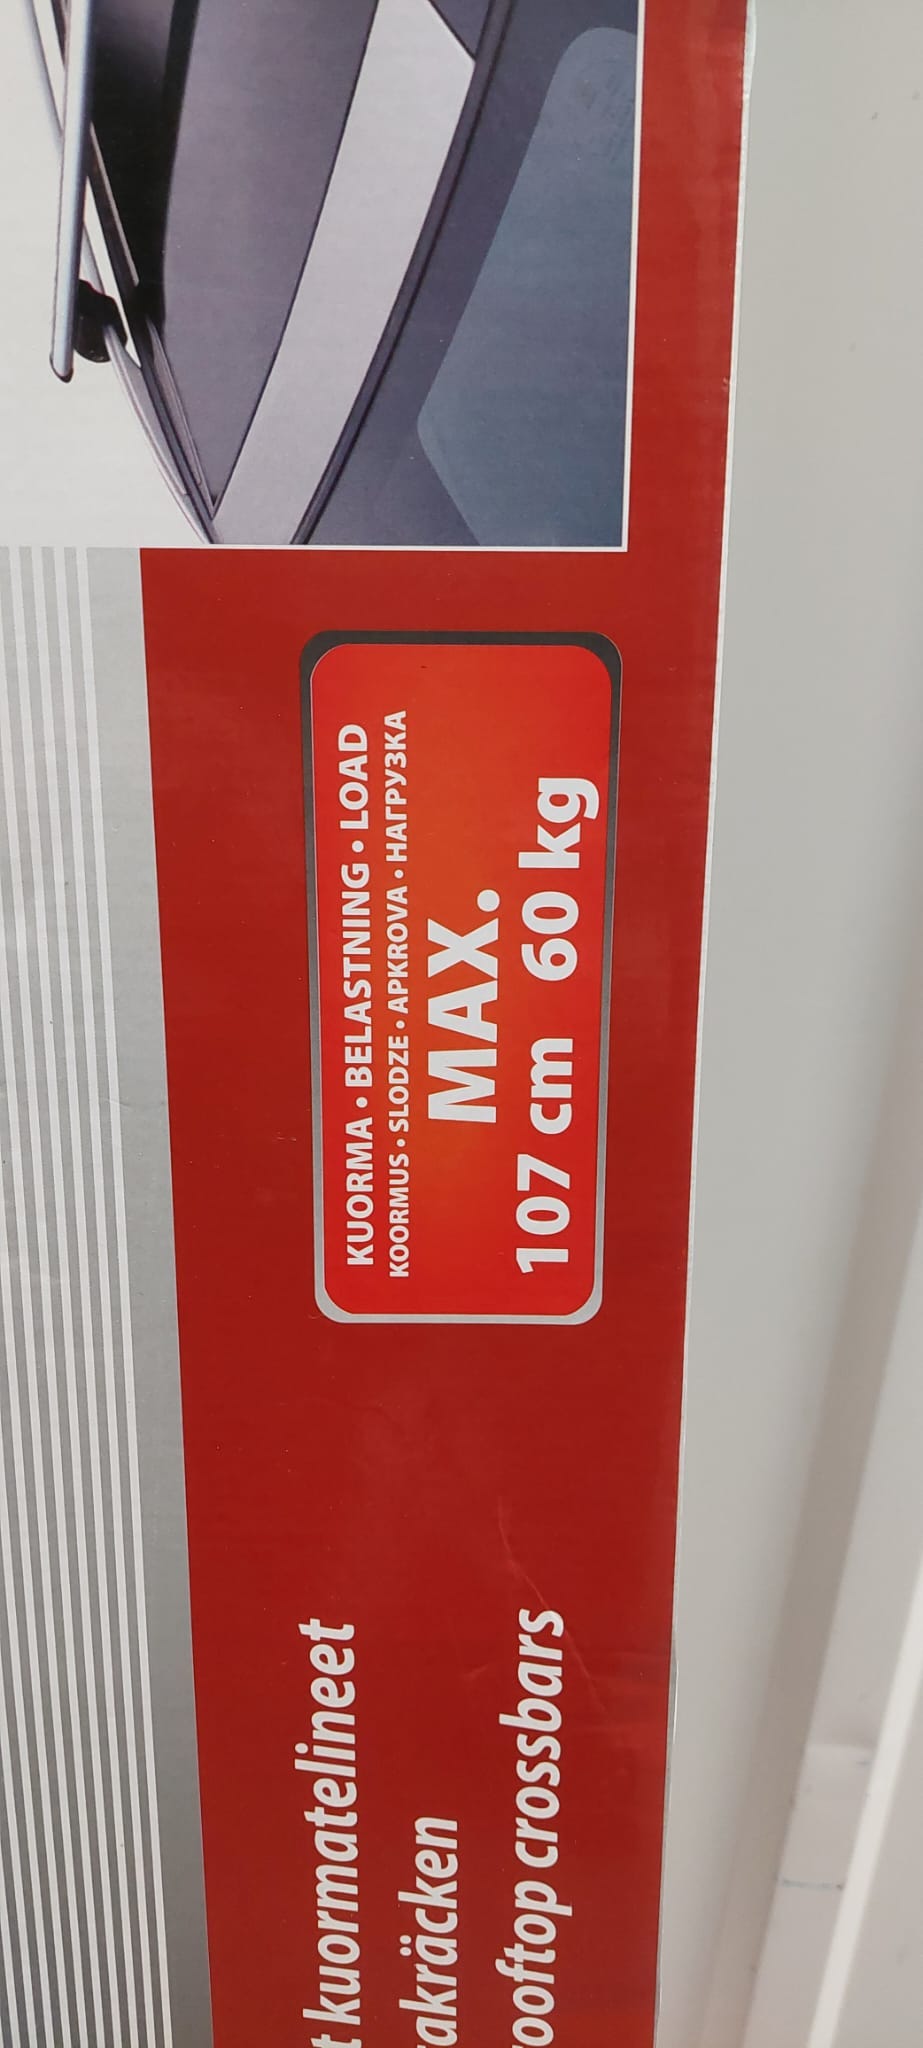 KUORMA • BELASTNING • LOAD
KOORMUS • SLODZE • APKROVA • НАГРУЗКА
MAX.
107 cm 60 kg
t kuormatelineet
akräcken
ooftop crossbars